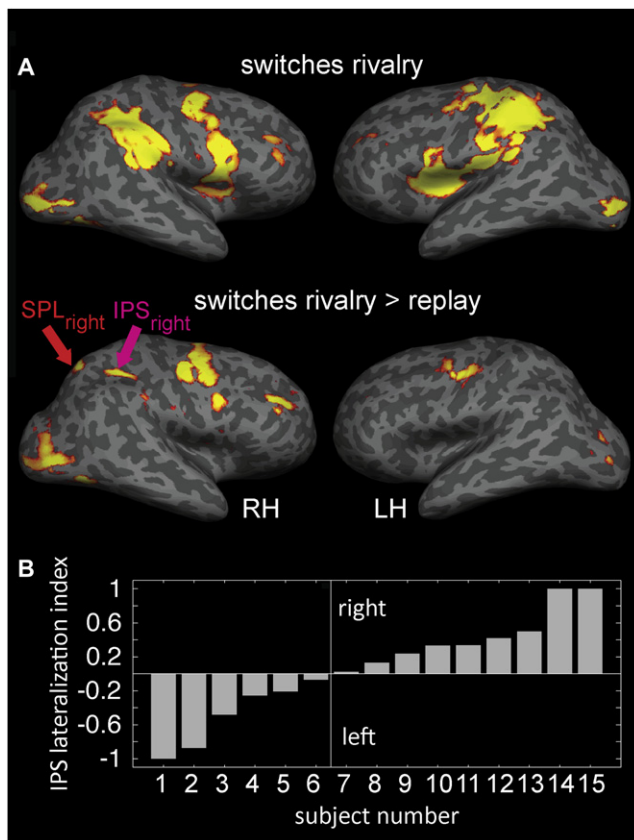 A
switches rivalry
switches rivalry > replay
SPLright IPSright
RH LH
B
IPS lateralization index
1
0.6
0.2
-0.2
-0.6
-1
right
left
1 2 3 4 5 6 7 8 9 10 11 12 13 14 15
subject number